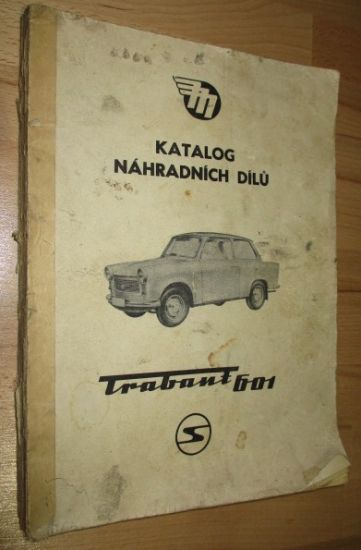 M
KATALOG
NÁHRADNÍCH DÍLŮ
Trabant 601
S